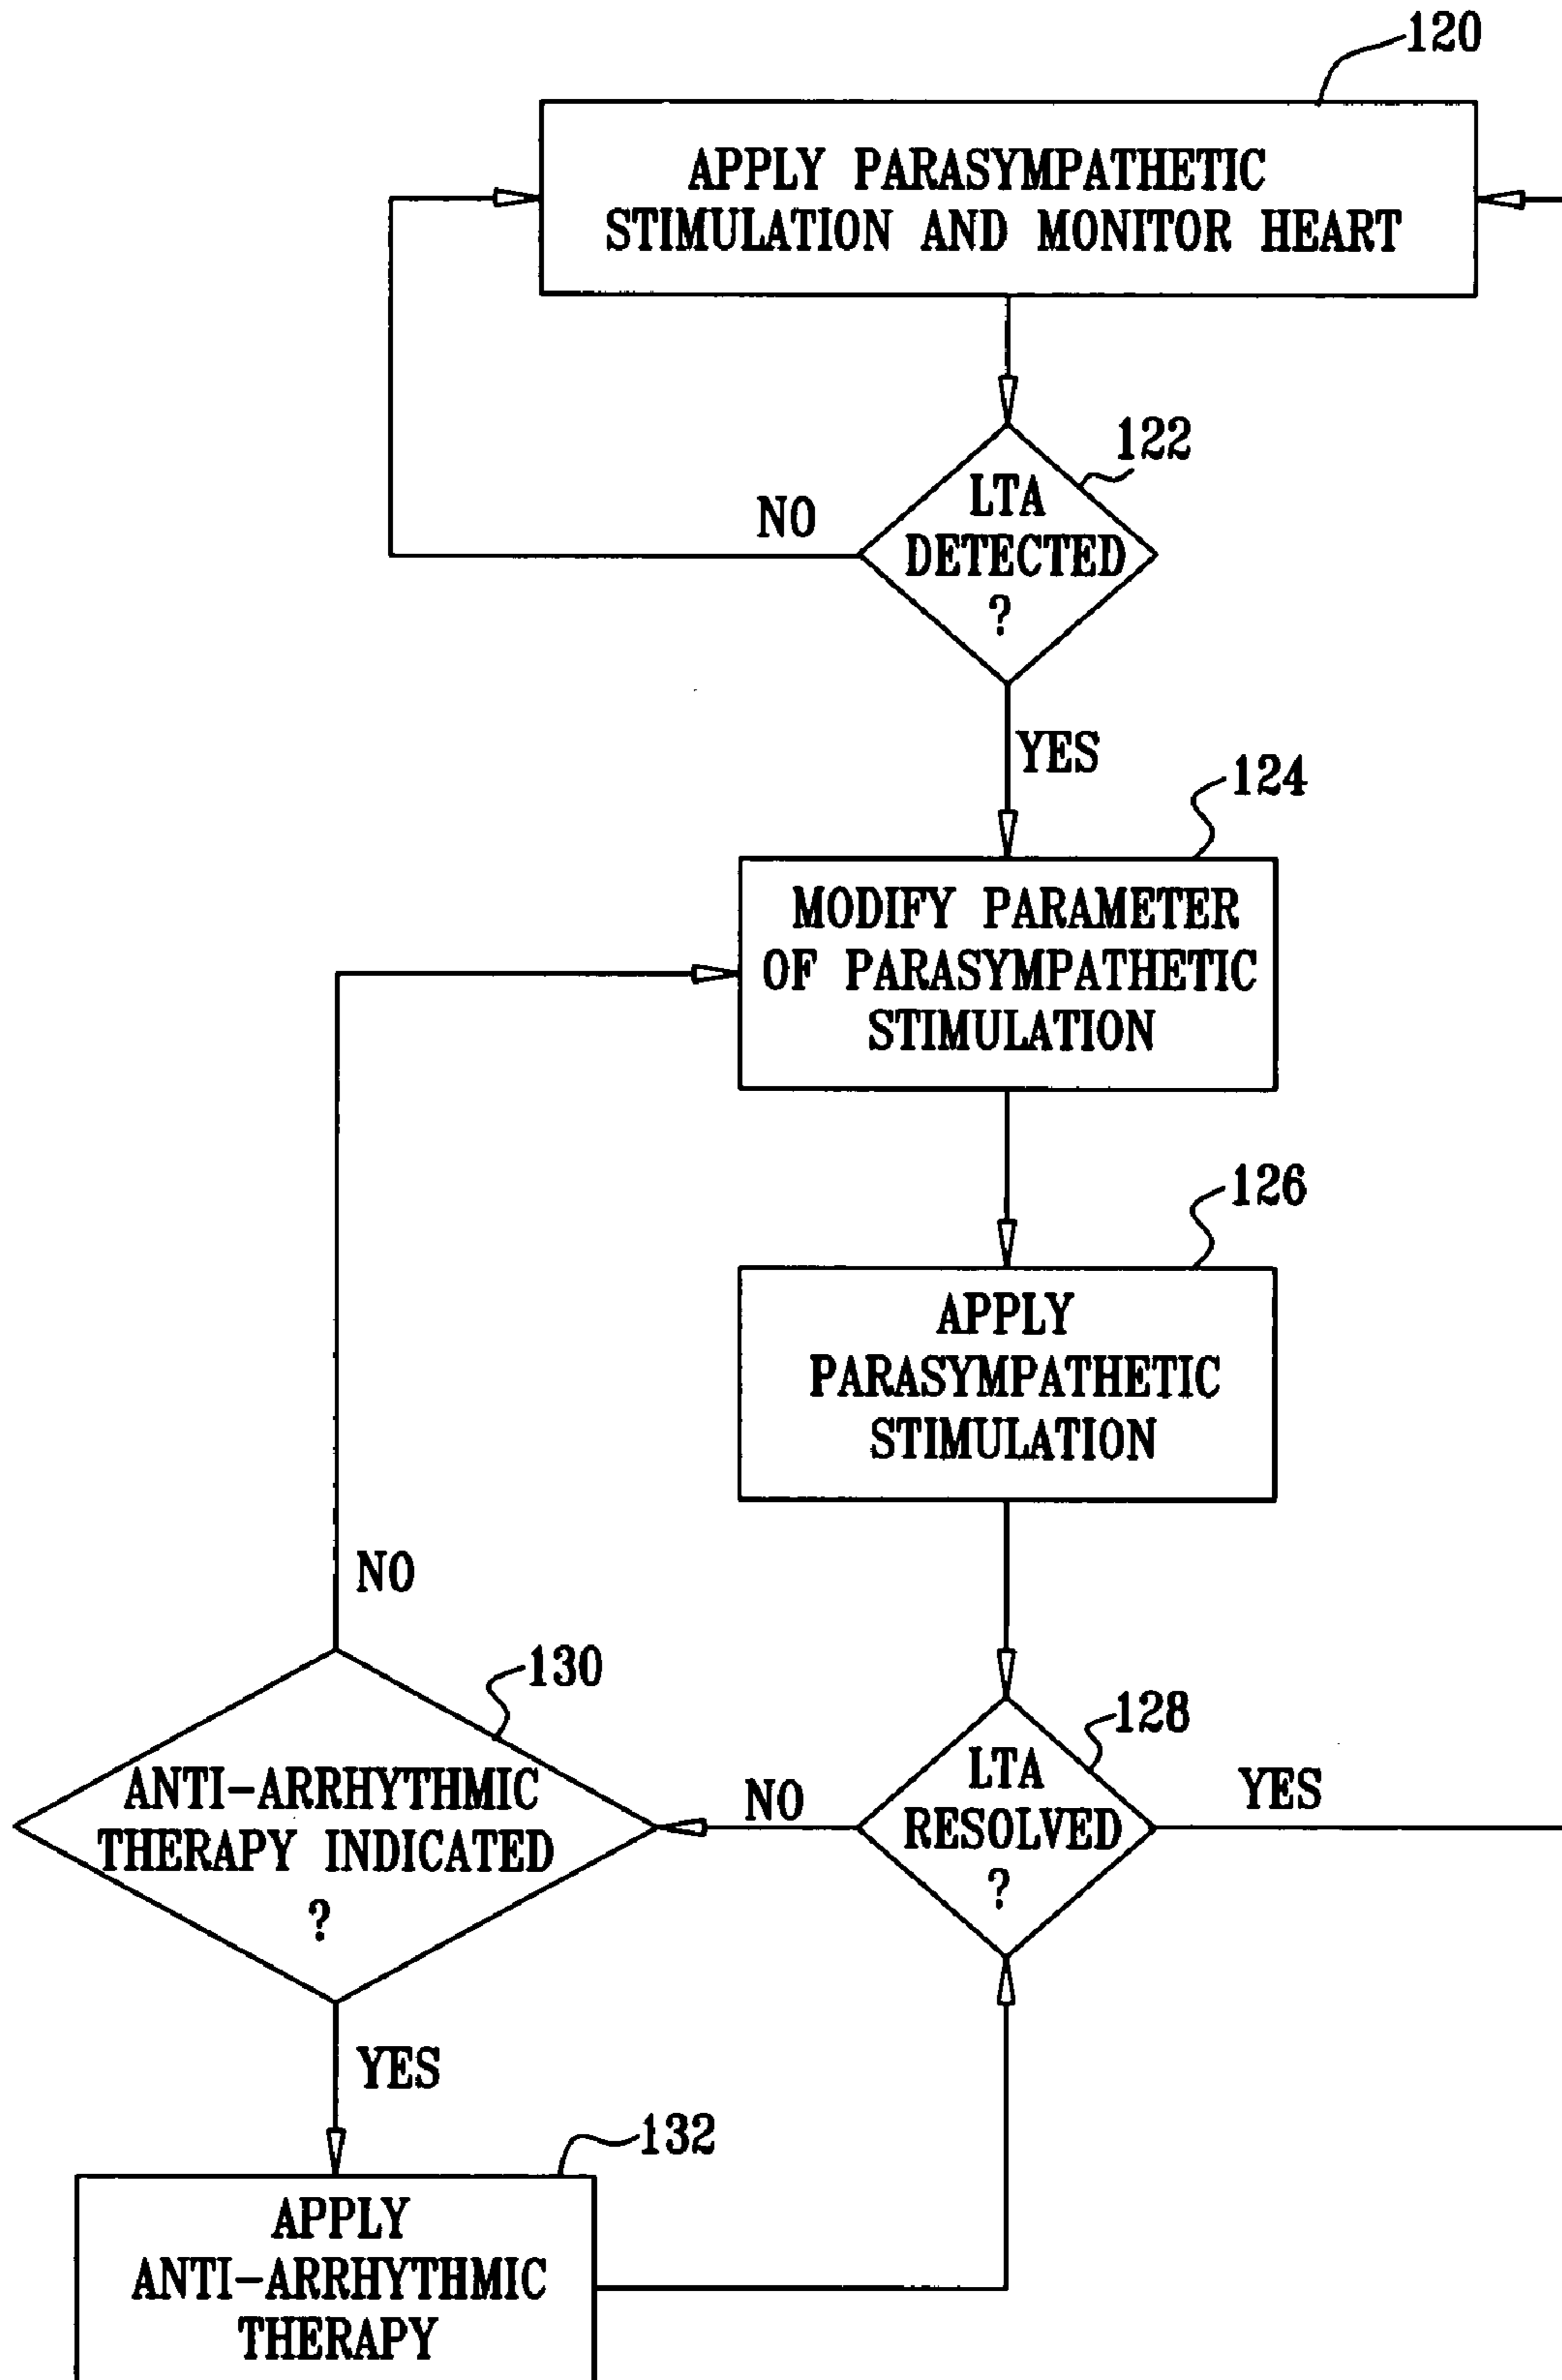 120
APPLY PARASYMPATHETIC
STIMULATION AND MONITOR HEART
122
LTA
DETECTED
?
NO
YES
124
MODIFY PARAMETER
OF PARASYMPATHETIC
STIMULATION
126
APPLY
PARASYMPATHETIC
STIMULATION
NO
130
ANTI-ARRHYTHMIC
THERAPY INDICATED
?
NO
128
LTA
RESOLVED
?
YES
YES
132
APPLY
ANTI-ARRHYTHMIC
THERAPY